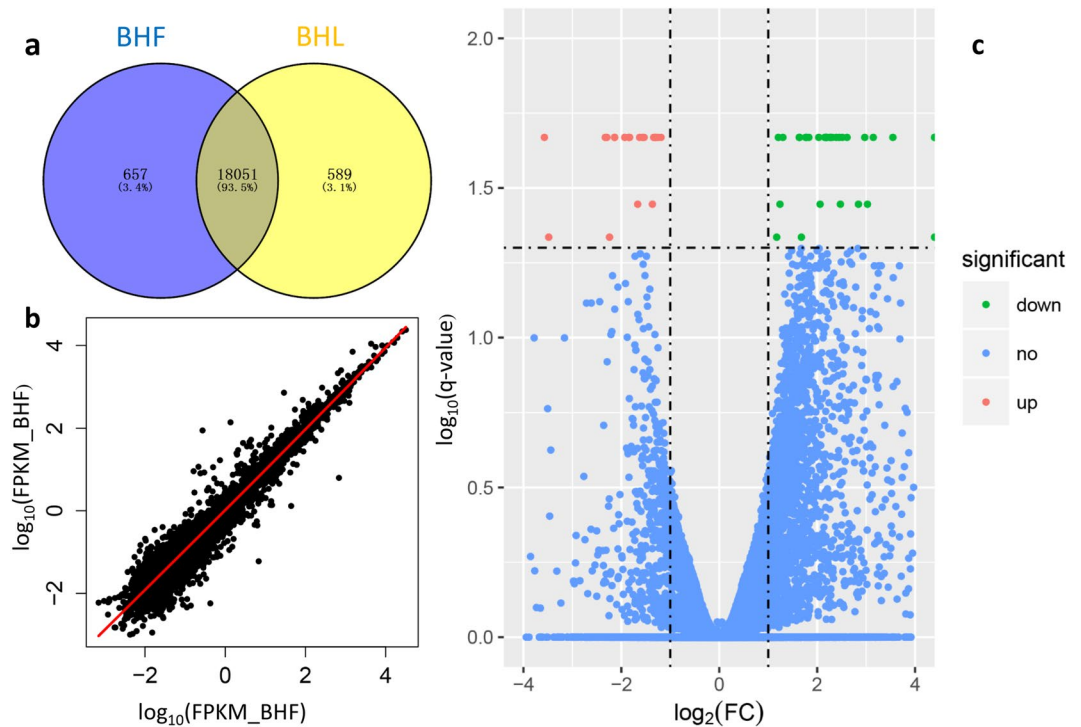 a
BHF
BHL
657
(3.4%)
18051
(93.5%)
589
(3.1%)
b
4
2
0
−2
log10(FPKM_BHF)
−2
0
2
4
log10(FPKM_BHF)
c
2.0
1.5
1.0
0.5
0.0
log10(q-value)
−4
−2
0
2
4
log2(FC)
significant
down
no
up